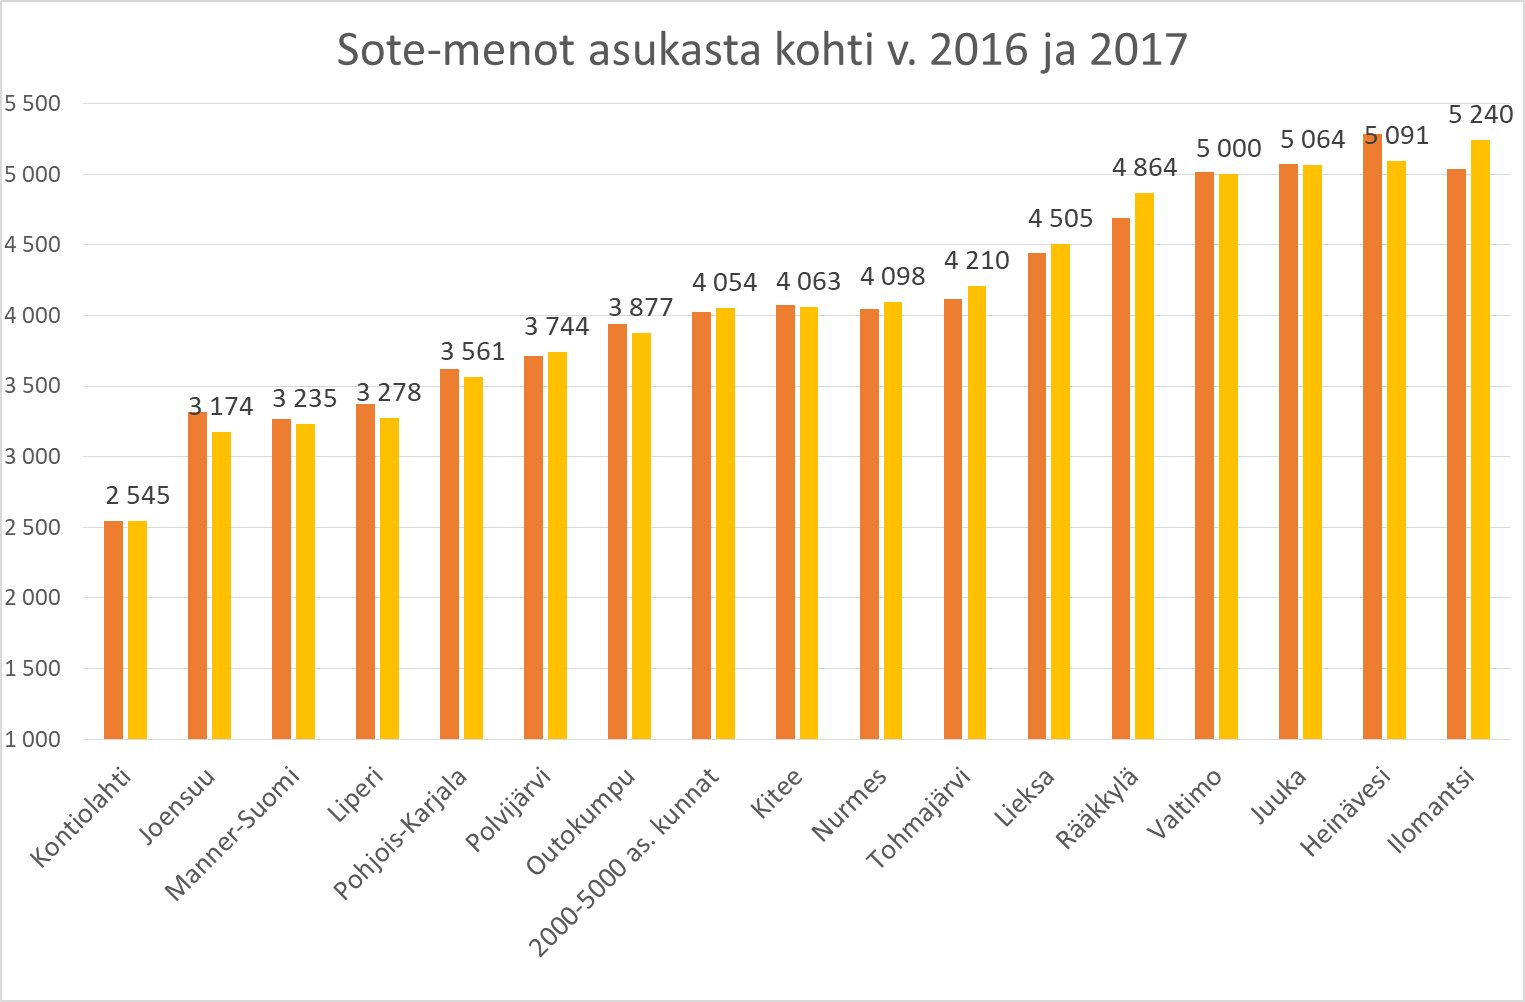 Sote-menot asukasta kohti v. 2016 ja 2017
5 500
5 000
4 500
4 000
3 500
3 000
2 500
2 000
1 500
1 000
2 545
3 174
3 235
3 278
3 561
3 744
3 877
4 054
4 063
4 098
4 210
4 505
4 864
5 000
5 064
5 091
5 240
Kontiolahti
Joensuu
Manner-Suomi
Liperi
Pohjois-Karjala
Polvijärvi
Outokumpu
2000-5000 as. kunnat
Kitee
Nurmes
Tohmajärvi
Lieksa
Rääkkylä
Valtimo
Juuka
Heinävesi
Ilomantsi